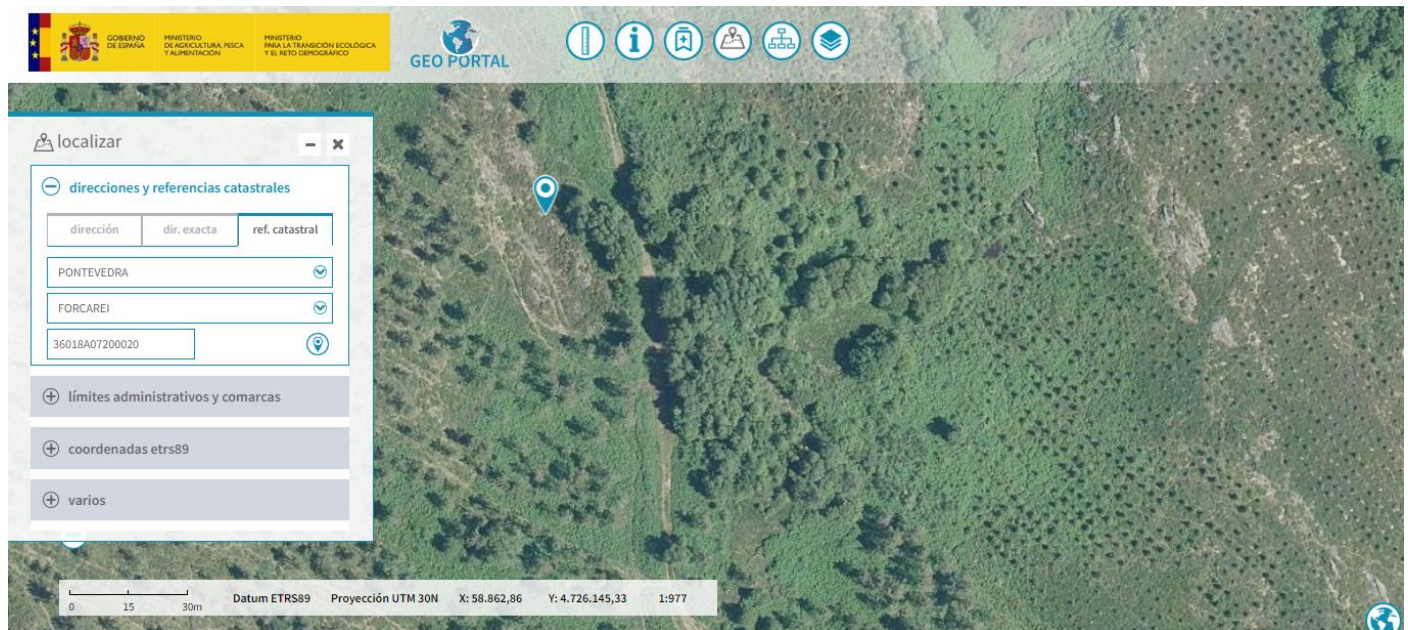 GOBIERNO
DE ESPAÑA
MINISTERIO
DE AGRICULTURA, PESCA
Y ALIMENTACIÓN
MINISTERIO
PARA LA TRANSICIÓN ECOLÓGICA
Y EL RETO DEMOGRÁFICO
GEO PORTAL
localizar
direcciones y referencias catastrales
dirección dir. exacta ref. catastral
PONTEVEDRA
FORCAREI
36018A07200020
límites administrativos y comarcas
coordenadas etrs89
varios
0 15 30m Datum ETRS89 Proyección UTM 30N X: 58.862,86 Y: 4.726.145,33 1:977